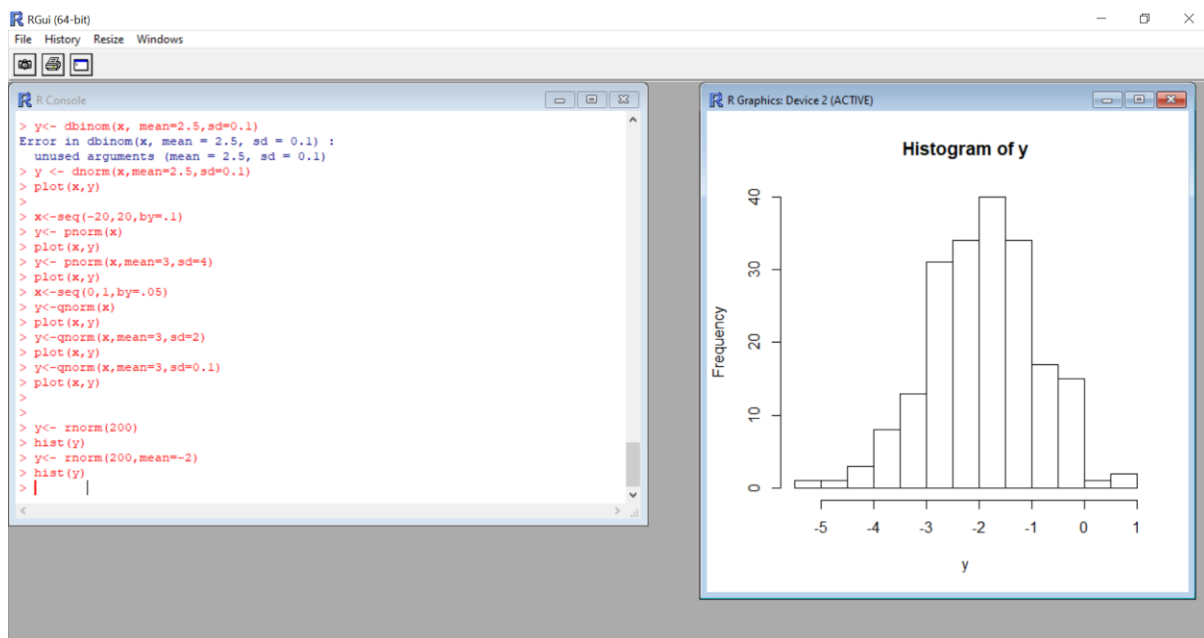 RGui (64-bit)
File History Resize Windows
R Console
> y<- dbinom(x, mean=2.5,sd=0.1)
Error in dbinom(x, mean = 2.5, sd = 0.1) :
  unused arguments (mean = 2.5, sd = 0.1)
> y <- dnorm(x,mean=2.5,sd=0.1)
> plot(x,y)
>
> x<-seq(-20,20,by=.1)
> y<- pnorm(x)
> plot(x,y)
> y<- pnorm(x,mean=3,sd=4)
> plot(x,y)
> x<-seq(0,1,by=.05)
> y<-qnorm(x)
> plot(x,y)
> y<-qnorm(x,mean=3,sd=2)
> plot(x,y)
> y<-qnorm(x,mean=3,sd=0.1)
> plot(x,y)
>
>
> y<- rnorm(200)
> hist(y)
> y<- rnorm(200,mean=-2)
> hist(y)
>
R Graphics: Device 2 (ACTIVE)
Histogram of y
Frequency
40
30
20
10
0
-5 -4 -3 -2 -1 0 1
y